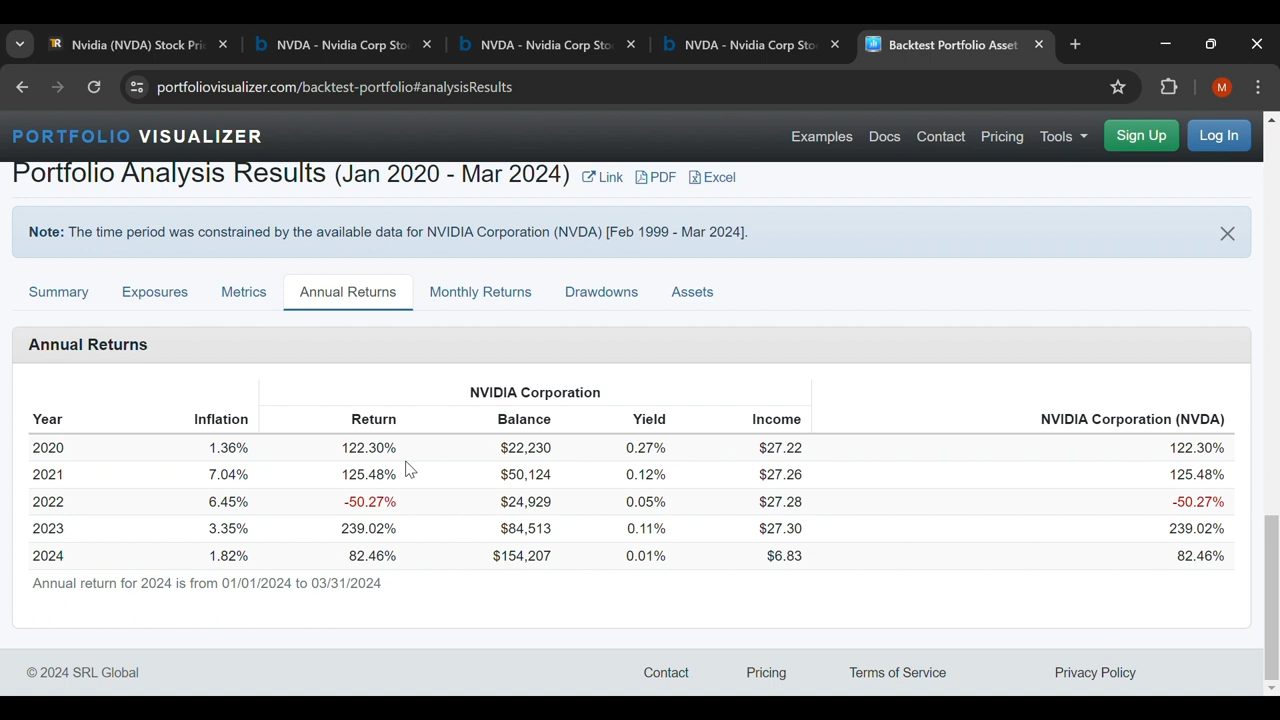 Nvidia (NVDA) Stock Pri
NVDA - Nvidia Corp Sto
NVDA - Nvidia Corp Sto
NVDA - Nvidia Corp Sto
Backtest Portfolio Asset
portfoliovisualizer.com/backtest-portfolio#analysisResults
M
PORTFOLIO VISUALIZER
Examples Docs Contact Pricing Tools Sign Up Log In
Portfolio Analysis Results (Jan 2020 - Mar 2024) Link PDF Excel
Note: The time period was constrained by the available data for NVIDIA Corporation (NVDA) [Feb 1999 - Mar 2024].
Summary Exposures Metrics Annual Returns Monthly Returns Drawdowns Assets
Annual Returns
NVIDIA Corporation
Year Inflation Return Balance Yield Income NVIDIA Corporation (NVDA)
2020 1.36% 122.30% $22,230 0.27% $27.22 122.30%
2021 7.04% 125.48% $50,124 0.12% $27.26 125.48%
2022 6.45% -50.27% $24,929 0.05% $27.28 -50.27%
2023 3.35% 239.02% $84,513 0.11% $27.30 239.02%
2024 1.82% 82.46% $154,207 0.01% $6.83 82.46%
Annual return for 2024 is from 01/01/2024 to 03/31/2024
© 2024 SRL Global Contact Pricing Terms of Service Privacy Policy